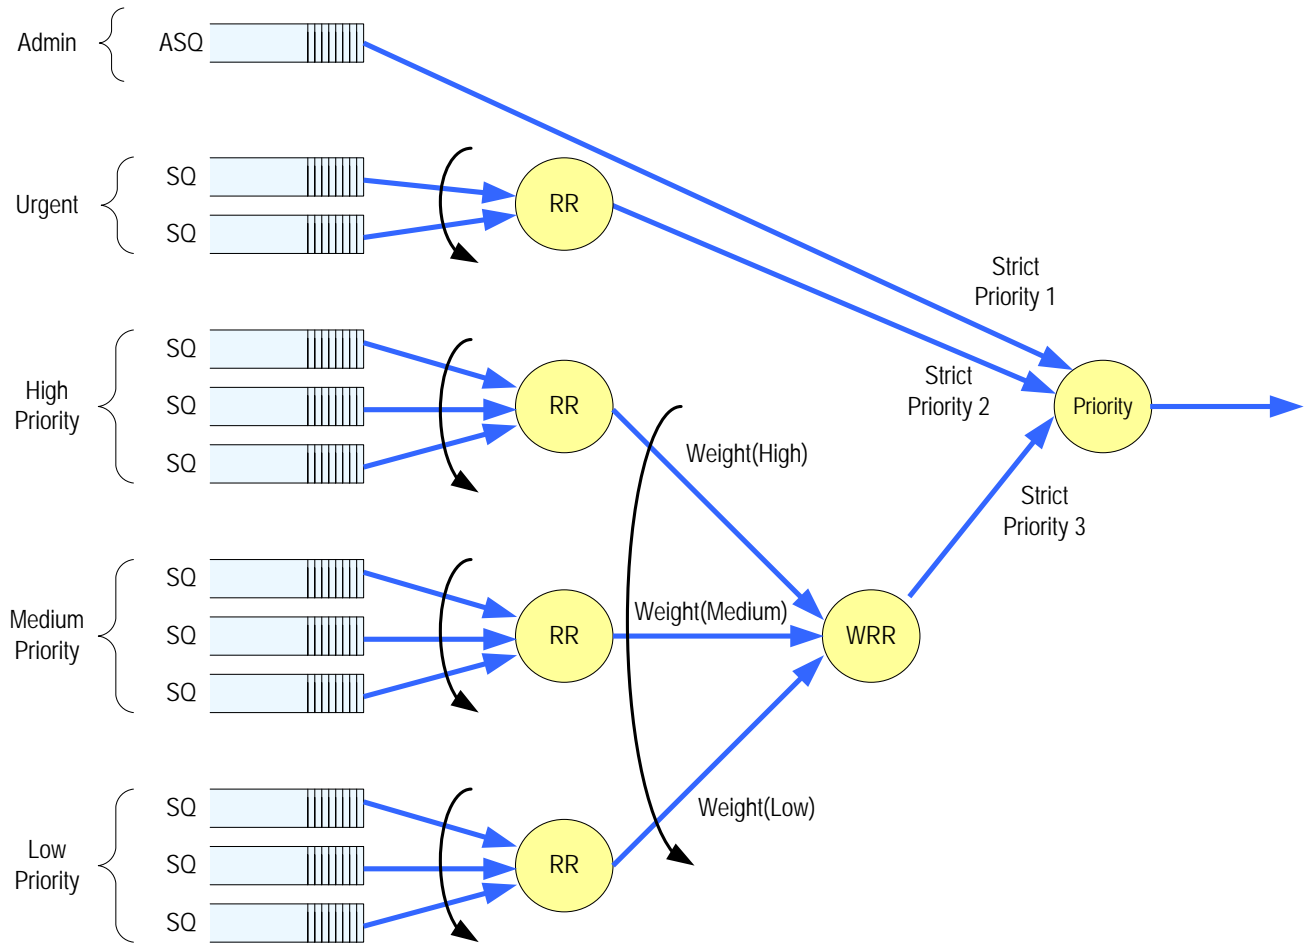 Admin
ASQ
Urgent
SQ
SQ
RR
Strict
Priority 1
High
Priority
SQ
SQ
SQ
RR
Strict
Priority 2
Priority
Weight(High)
Strict
Priority 3
Medium
Priority
SQ
SQ
SQ
RR
Weight(Medium)
WRR
Low
Priority
SQ
SQ
SQ
RR
Weight(Low)